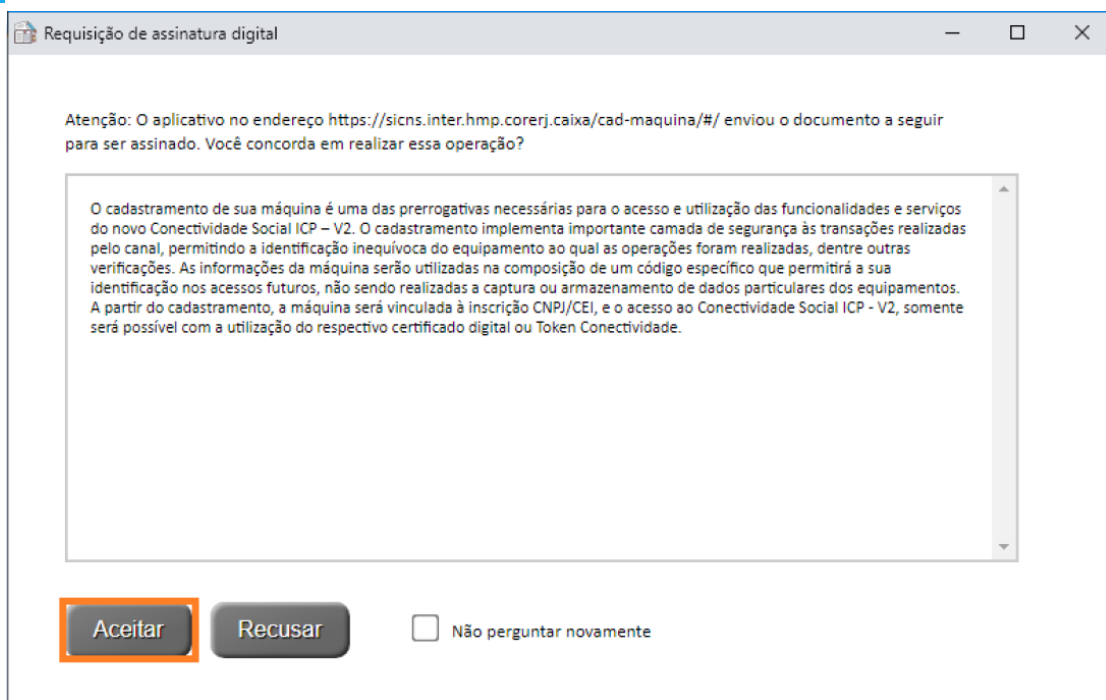 Requisição de assinatura digital
Atenção: O aplicativo no endereço https://sicns.inter.hmp.corerj.caixa/cad-maquina/#/ enviou o documento a seguir
para ser assinado. Você concorda em realizar essa operação?
O cadastramento de sua máquina é uma das prerrogativas necessárias para o acesso e utilização das funcionalidades e serviços
do novo Conectividade Social ICP – V2. O cadastramento implementa importante camada de segurança às transações realizadas
pelo canal, permitindo a identificação inequívoca do equipamento ao qual as operações foram realizadas, dentre outras
verificações. As informações da máquina serão utilizadas na composição de um código específico que permitirá a sua
identificação nos acessos futuros, não sendo realizadas a captura ou armazenamento de dados particulares dos equipamentos.
A partir do cadastramento, a máquina será vinculada à inscrição CNPJ/CEI, e o acesso ao Conectividade Social ICP - V2, somente
será possível com a utilização do respectivo certificado digital ou Token Conectividade.
Aceitar Recusar Não perguntar novamente